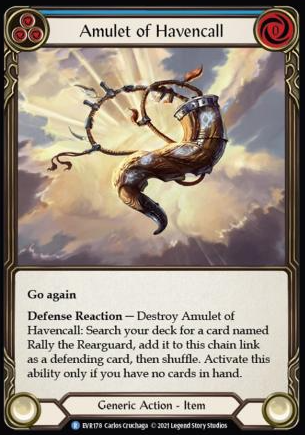 Amulet of Havencall
0
Go again
Defense Reaction — Destroy Amulet of
Havencall: Search your deck for a card named
Rally the Rearguard, add it to this chain link
as a defending card, then shuffle. Activate this
ability only if you have no cards in hand.
Generic Action - Item
R EVR178 Carlos Cruchaga © 2021 Legend Story Studios